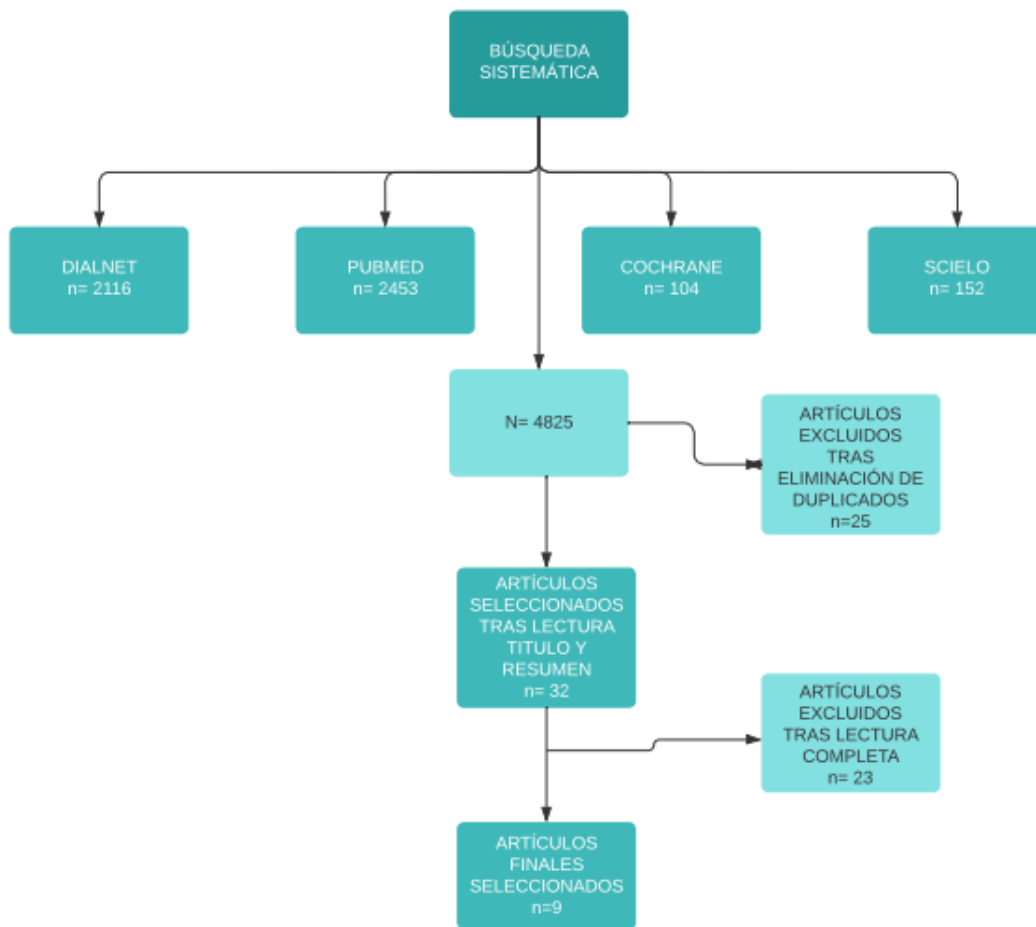 BÚSQUEDA
SISTEMÁTICA
DIALNET
n= 2116
PUBMED
n= 2453
COCHRANE
n= 104
SCIELO
n= 152
N= 4825
ARTÍCULOS
EXCLUIDOS
TRAS
ELIMINACIÓN DE
DUPLICADOS
n=25
ARTÍCULOS
SELECCIONADOS
TRAS LECTURA
TITULO Y
RESUMEN
n= 32
ARTÍCULOS
EXCLUIDOS
TRAS LECTURA
COMPLETA
n= 23
ARTÍCULOS
FINALES
SELECCIONADOS
n=9